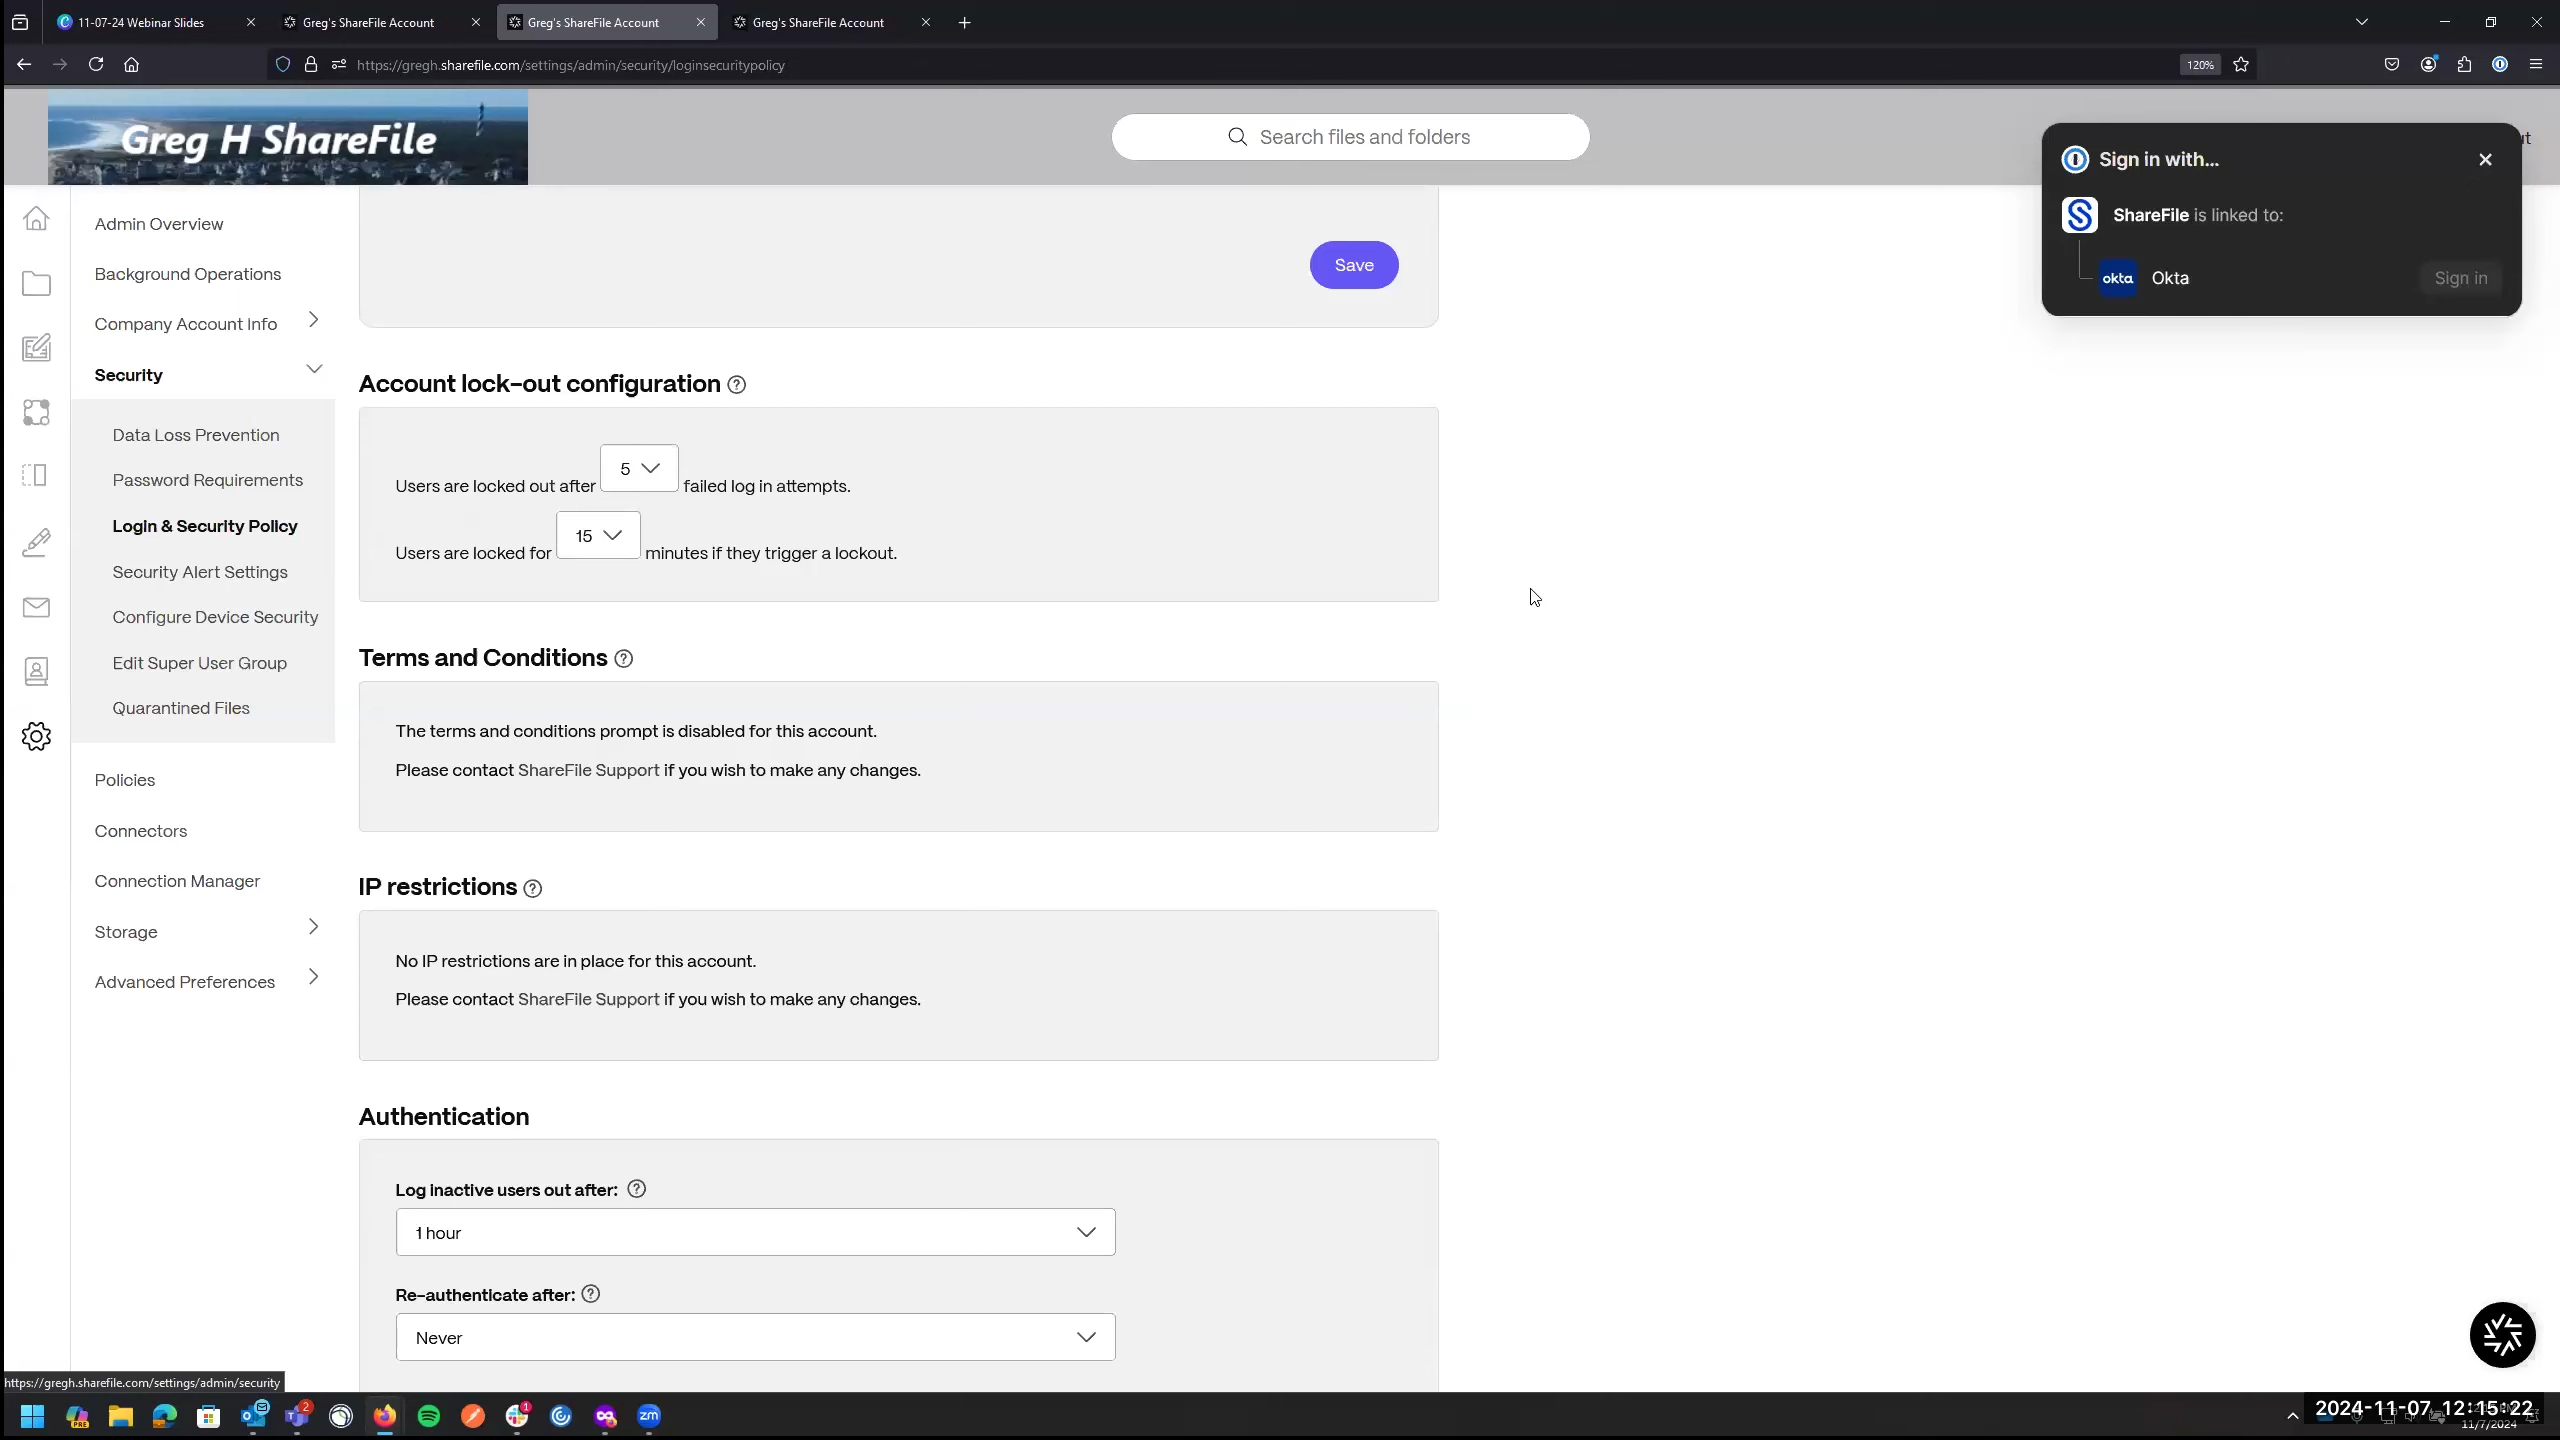 11-07-24 Webinar Slides
Greg's ShareFile Account
Greg's ShareFile Account
Greg's ShareFile Account
https://gregh.sharefile.com/settings/admin/security/loginsecuritypolicy
120%
Greg H ShareFile
Search files and folders
Sign in with...
ShareFile is linked to:
okta Okta
Sign in
Admin Overview
Background Operations
Company Account Info
Security
Data Loss Prevention
Password Requirements
Login & Security Policy
Security Alert Settings
Configure Device Security
Edit Super User Group
Quarantined Files
Policies
Connectors
Connection Manager
Storage
Advanced Preferences
Save
Account lock-out configuration
Users are locked out after 5 failed log in attempts.
Users are locked for 15 minutes if they trigger a lockout.
Terms and Conditions
The terms and conditions prompt is disabled for this account.
Please contact ShareFile Support if you wish to make any changes.
IP restrictions
No IP restrictions are in place for this account.
Please contact ShareFile Support if you wish to make any changes.
Authentication
Log inactive users out after:
1 hour
Re-authenticate after:
Never
https://gregh.sharefile.com/settings/admin/security
PRE
2
1
zm
2024-11-07 12:15:22
11/7/2024